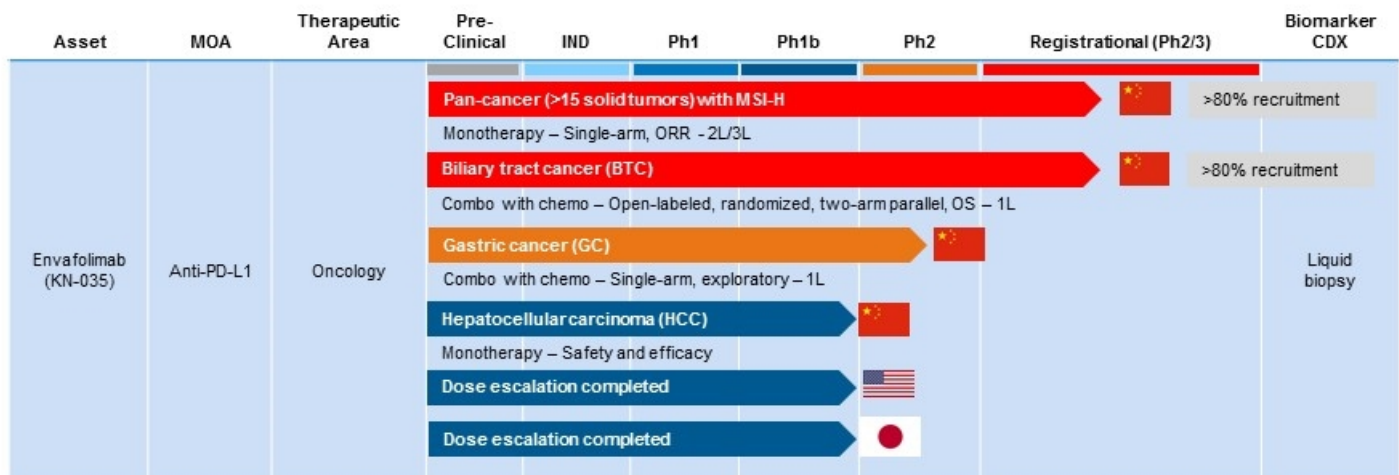 Asset
MOA
Therapeutic
Area
Pre-
Clinical
IND
Ph1
Ph1b
Ph2
Registrational (Ph2/3)
Biomarker
CDX
Pan-cancer (>15 solid tumors) with MSI-H
>80% recruitment
Monotherapy – Single-arm, ORR - 2L/3L
Biliary tract cancer (BTC)
>80% recruitment
Combo with chemo – Open-labeled, randomized, two-arm parallel, OS – 1L
Gastric cancer (GC)
Combo with chemo – Single-arm, exploratory – 1L
Envafolimab
(KN-035)
Anti-PD-L1
Oncology
Liquid
biopsy
Hepatocellular carcinoma (HCC)
Monotherapy – Safety and efficacy
Dose escalation completed
Dose escalation completed